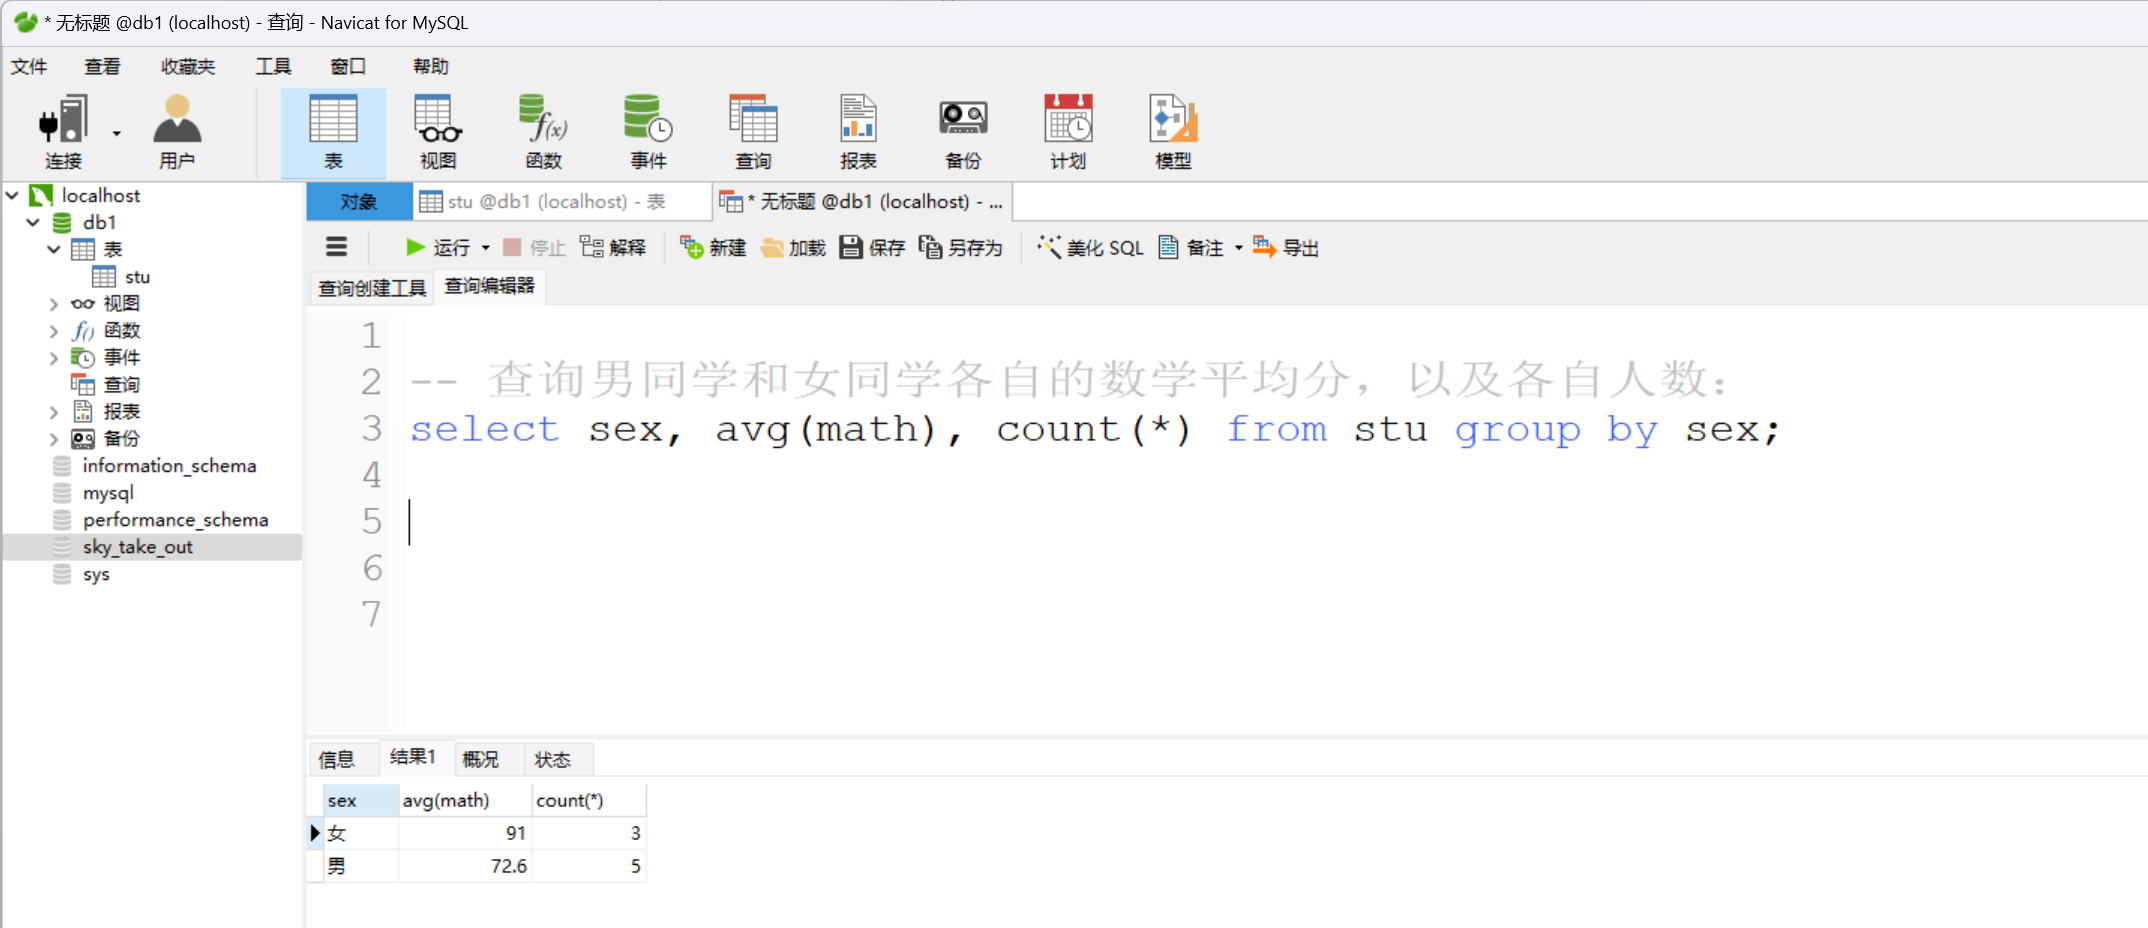 * 无标题 @db1 (localhost) - 查询 - Navicat for MySQL
文件 查看 收藏夹 工具 窗口 帮助
连接 用户 表 视图 函数 事件 查询 报表 备份 计划 模型
localhost
db1
表
stu
视图
函数
事件
查询
报表
备份
information_schema
mysql
performance_schema
sky_take_out
sys
对象 stu @db1 (localhost) - 表 * 无标题 @db1 (localhost) - ...
运行 停止 解释 新建 加载 保存 另存为 美化 SQL 备注 导出
查询创建工具 查询编辑器
1
2 -- 查询男同学和女同学各自的数学平均分，以及各自人数：
3 select sex, avg(math), count(*) from stu group by sex;
4
5
6
7
信息 结果1 概况 状态
sex avg(math) count(*)
女 91 3
男 72.6 5